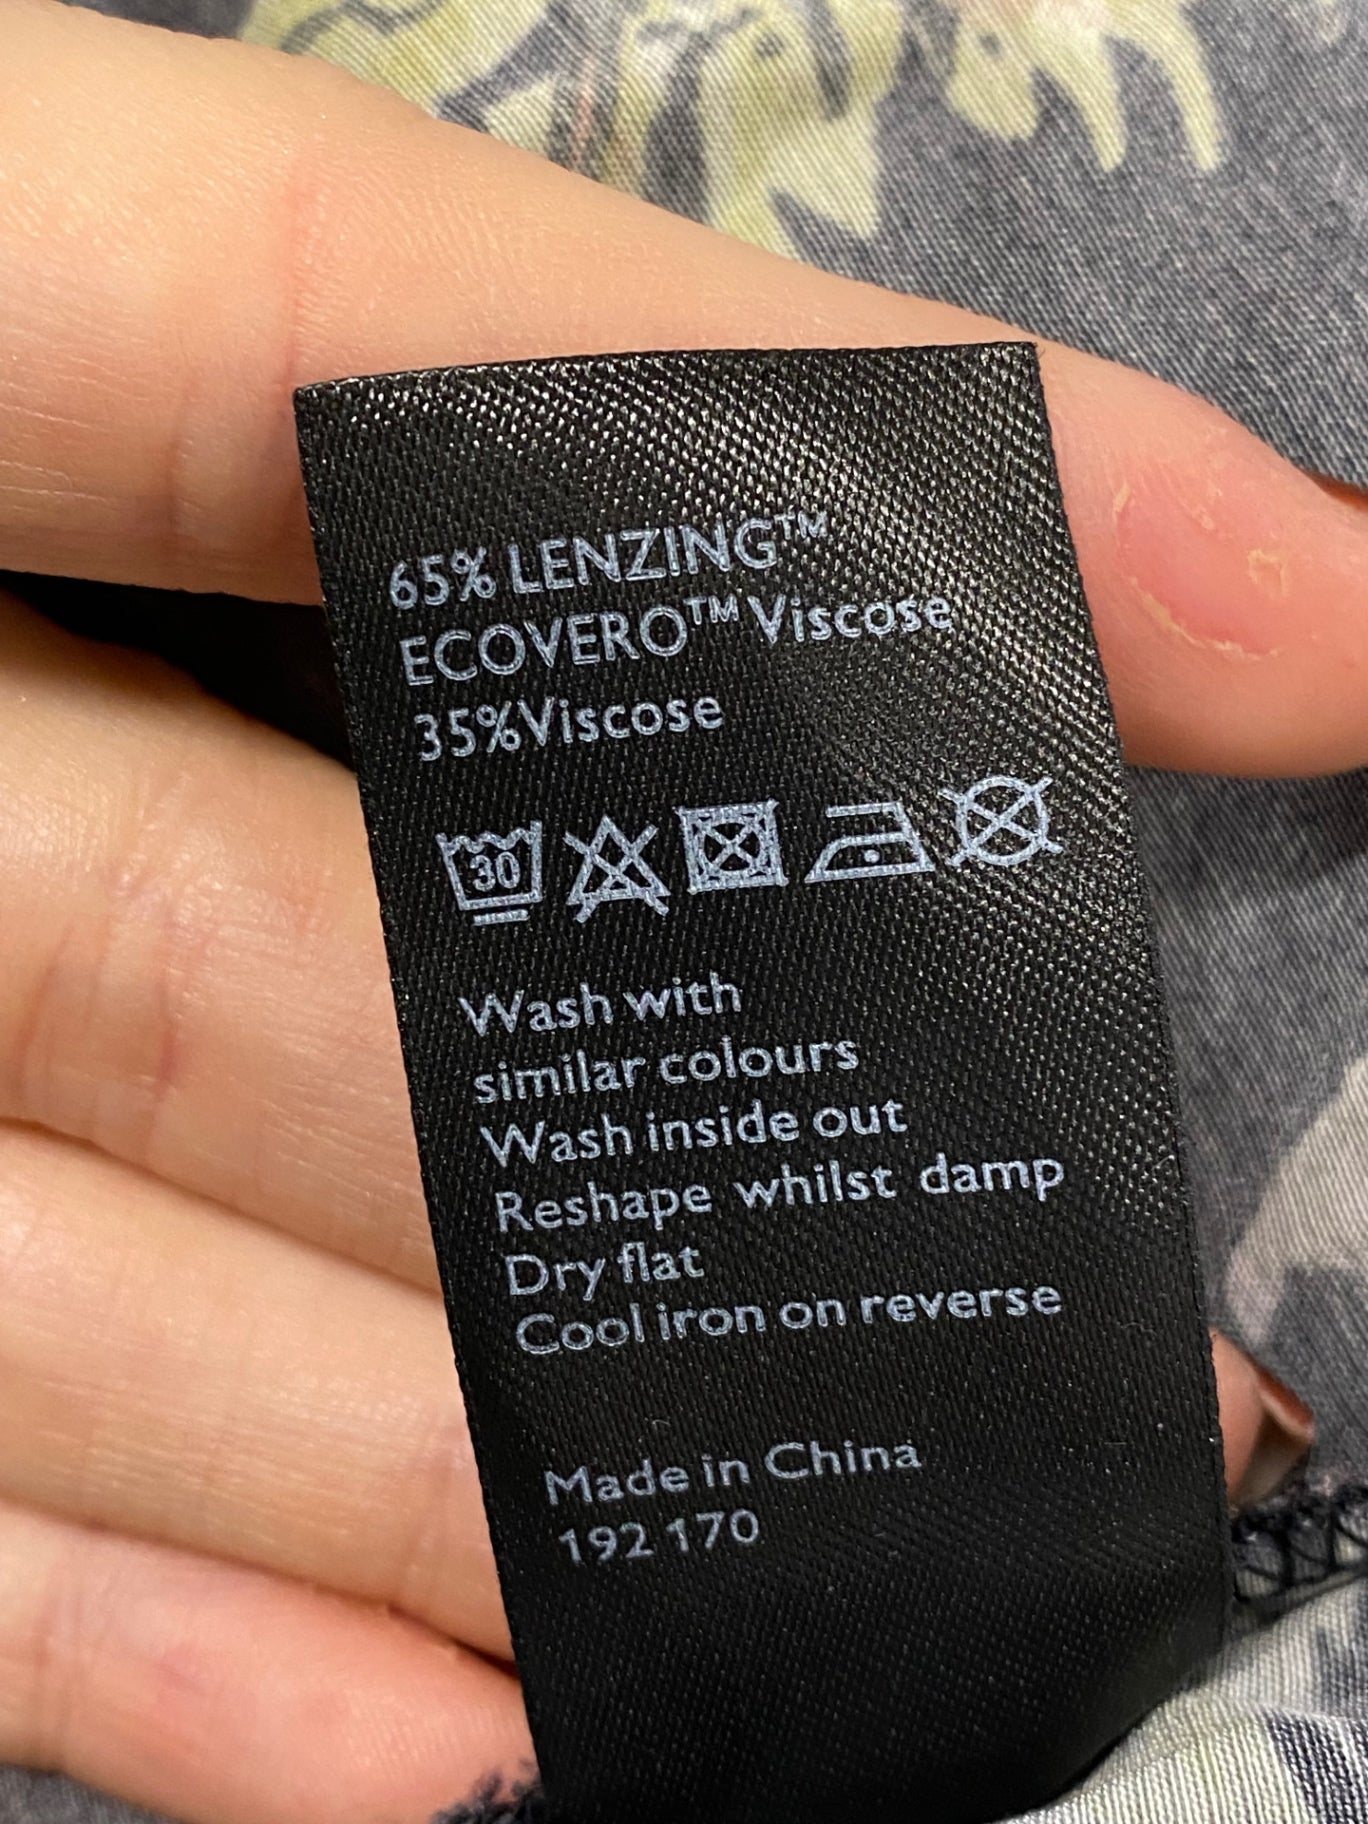 65% LENZING™
ECOVERO™ Viscose
35%Viscose
30
Wash with
similar colours
Wash inside out
Reshape whilst damp
Dry flat
Cool iron on reverse
Made in China
192 170